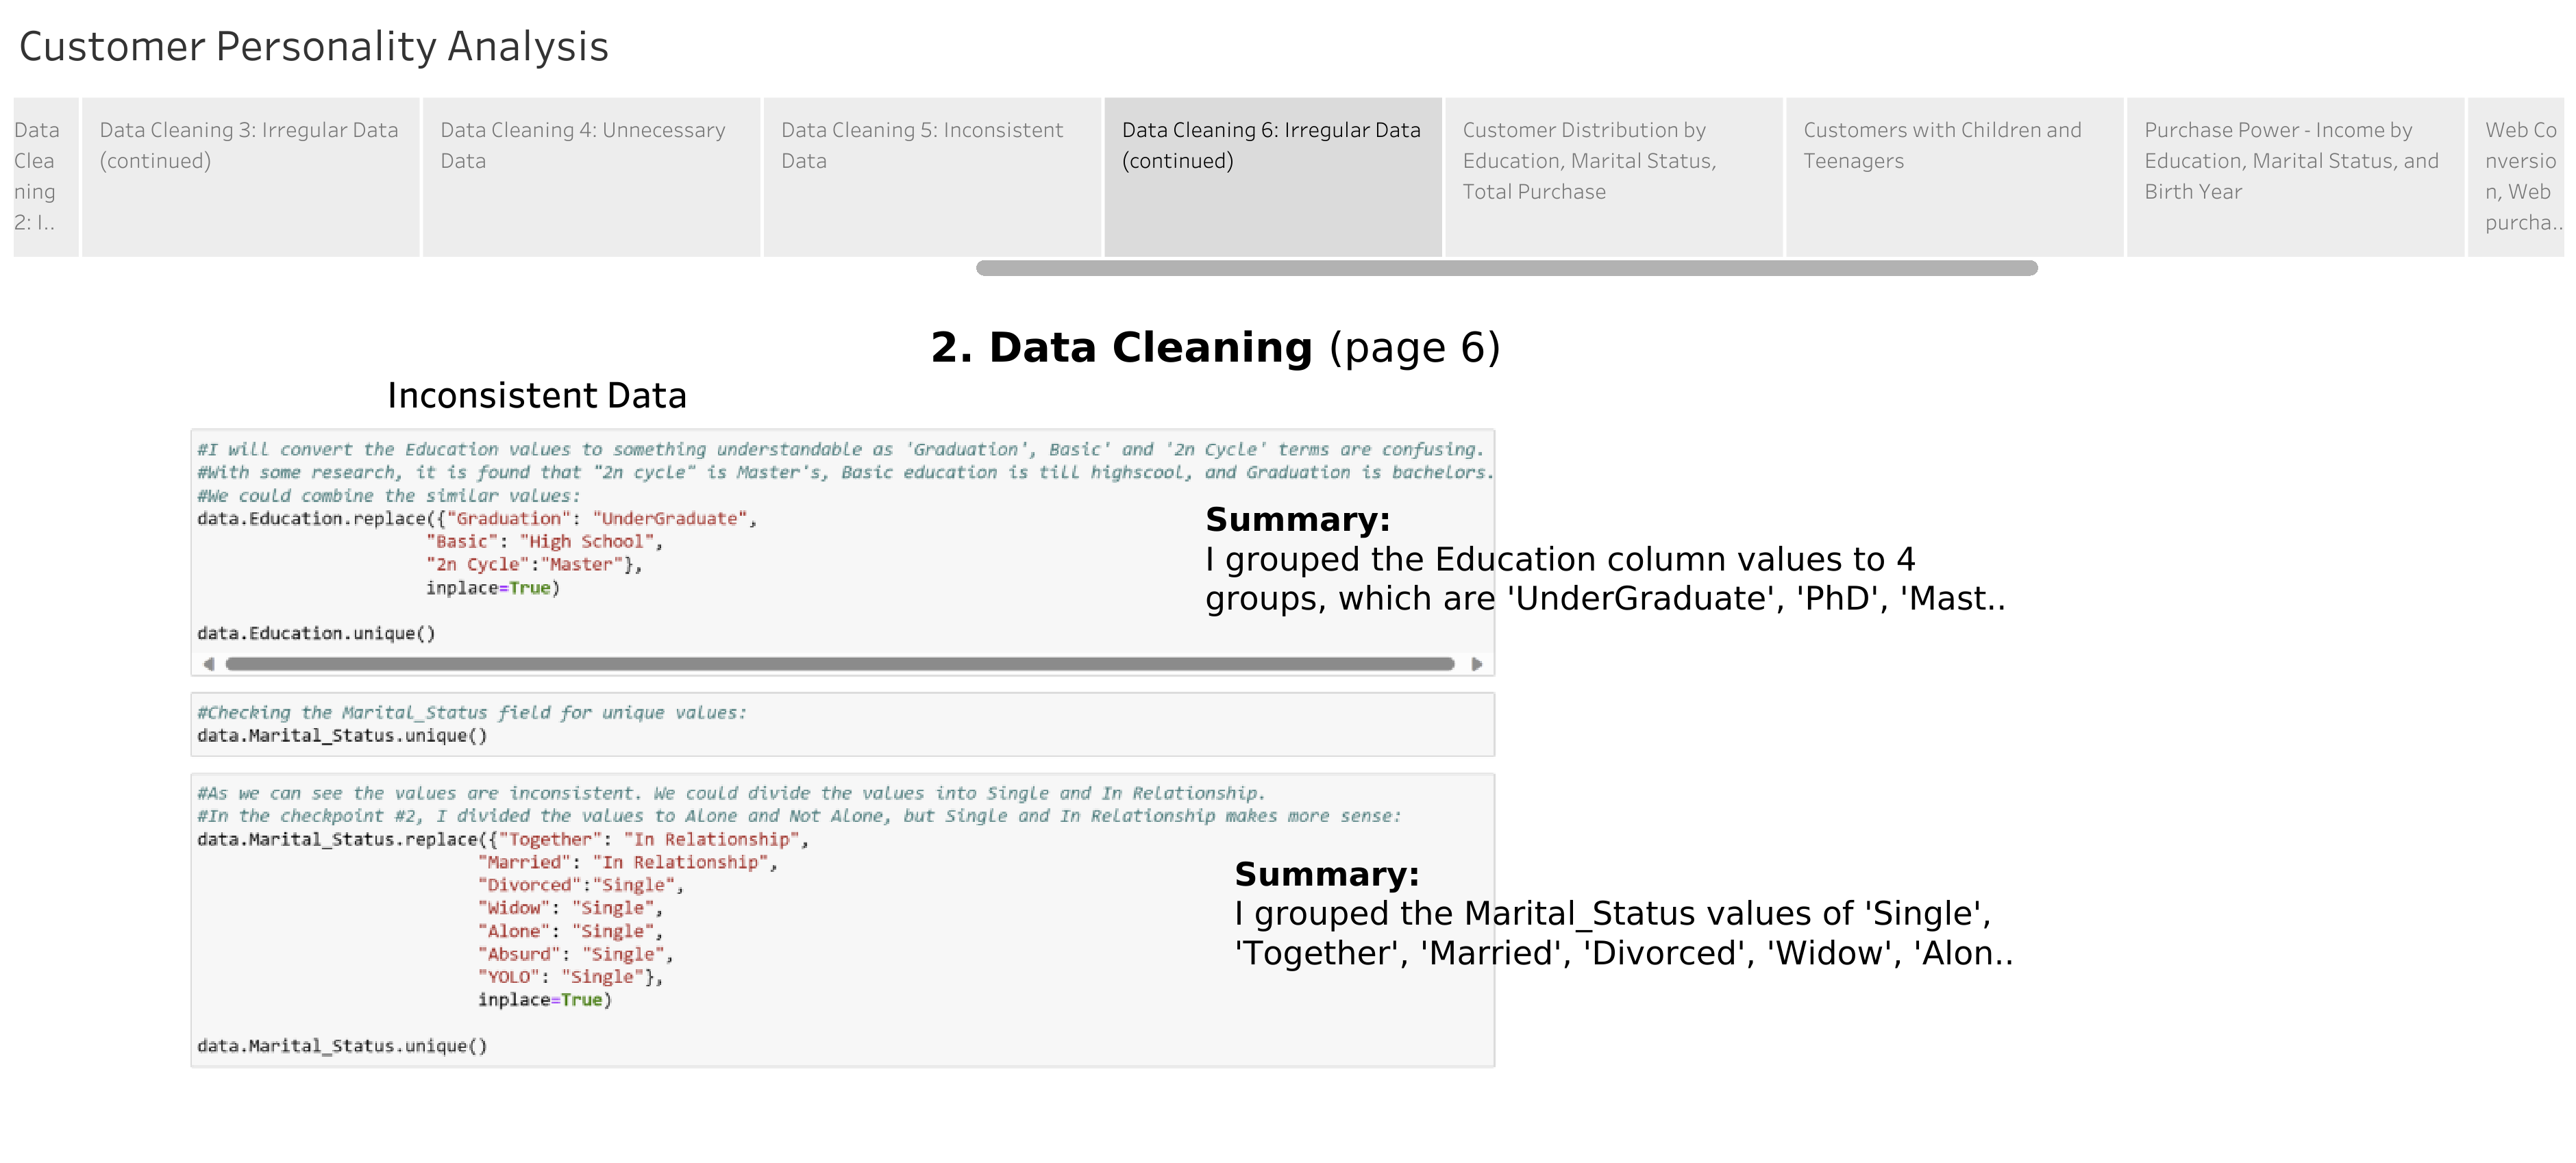 Customer Personality Analysis
Data
Clea
ning
2: I..
Data Cleaning 3: Irregular Data
(continued)
Data Cleaning 4: Unnecessary
Data
Data Cleaning 5: Inconsistent
Data
Data Cleaning 6: Irregular Data
(continued)
Customer Distribution by
Education, Marital Status,
Total Purchase
Customers with Children and
Teenagers
Purchase Power - Income by
Education, Marital Status, and
Birth Year
Web Co
nversio
n, Web
purcha..
2. Data Cleaning (page 6)
Inconsistent Data
#I will convert the Education values to something understandable as 'Graduation', Basic' and '2n Cycle' terms are confusing.
#With some research, it is found that "2n cycle" is Master's, Basic education is till highscool, and Graduation is bachelors.
#We could combine the similar values:
data.Education.replace({"Graduation": "UnderGraduate",
"Basic": "High School",
"2n Cycle":"Master"},
inplace=True)
data.Education.unique()
Summary:
I grouped the Education column values to 4
groups, which are 'UnderGraduate', 'PhD', 'Mast..
#Checking the Marital_Status field for unique values:
data.Marital_Status.unique()
#As we can see the values are inconsistent. We could divide the values into Single and In Relationship.
#In the checkpoint #2, I divided the values to Alone and Not Alone, but Single and In Relationship makes more sense:
data.Marital_Status.replace({"Together": "In Relationship",
"Married": "In Relationship",
"Divorced":"Single",
"Widow": "Single",
"Alone": "Single",
"Absurd": "Single",
"YOLO": "Single"},
inplace=True)
data.Marital_Status.unique()
Summary:
I grouped the Marital_Status values of 'Single',
'Together', 'Married', 'Divorced', 'Widow', 'Alon..